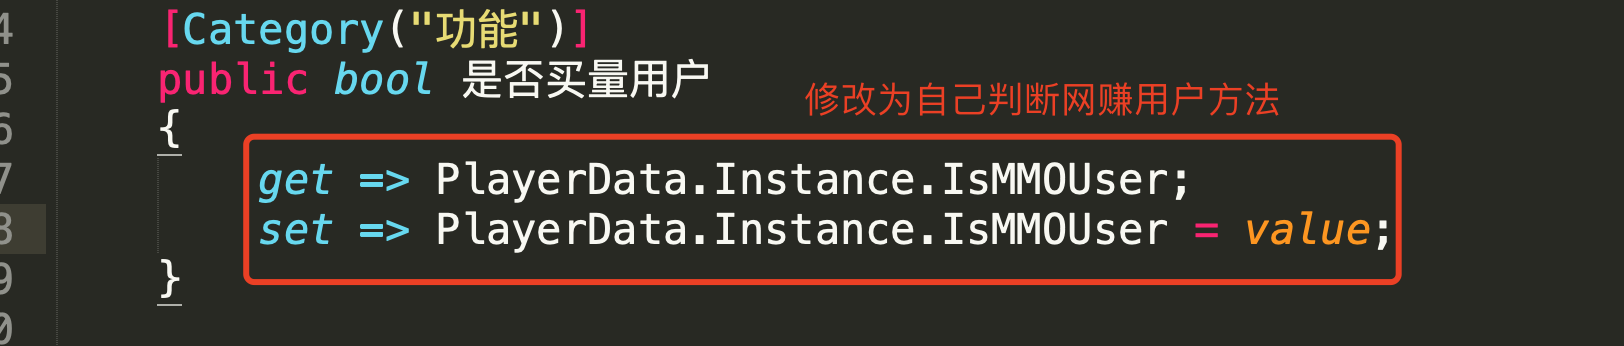 4 [Category("功能")]
5 public bool 是否买量用户
修改为自己判断网赚用户方法
6 {
7 get => PlayerData.Instance.IsMMOUser;
8 set => PlayerData.Instance.IsMMOUser = value;
9 }
0